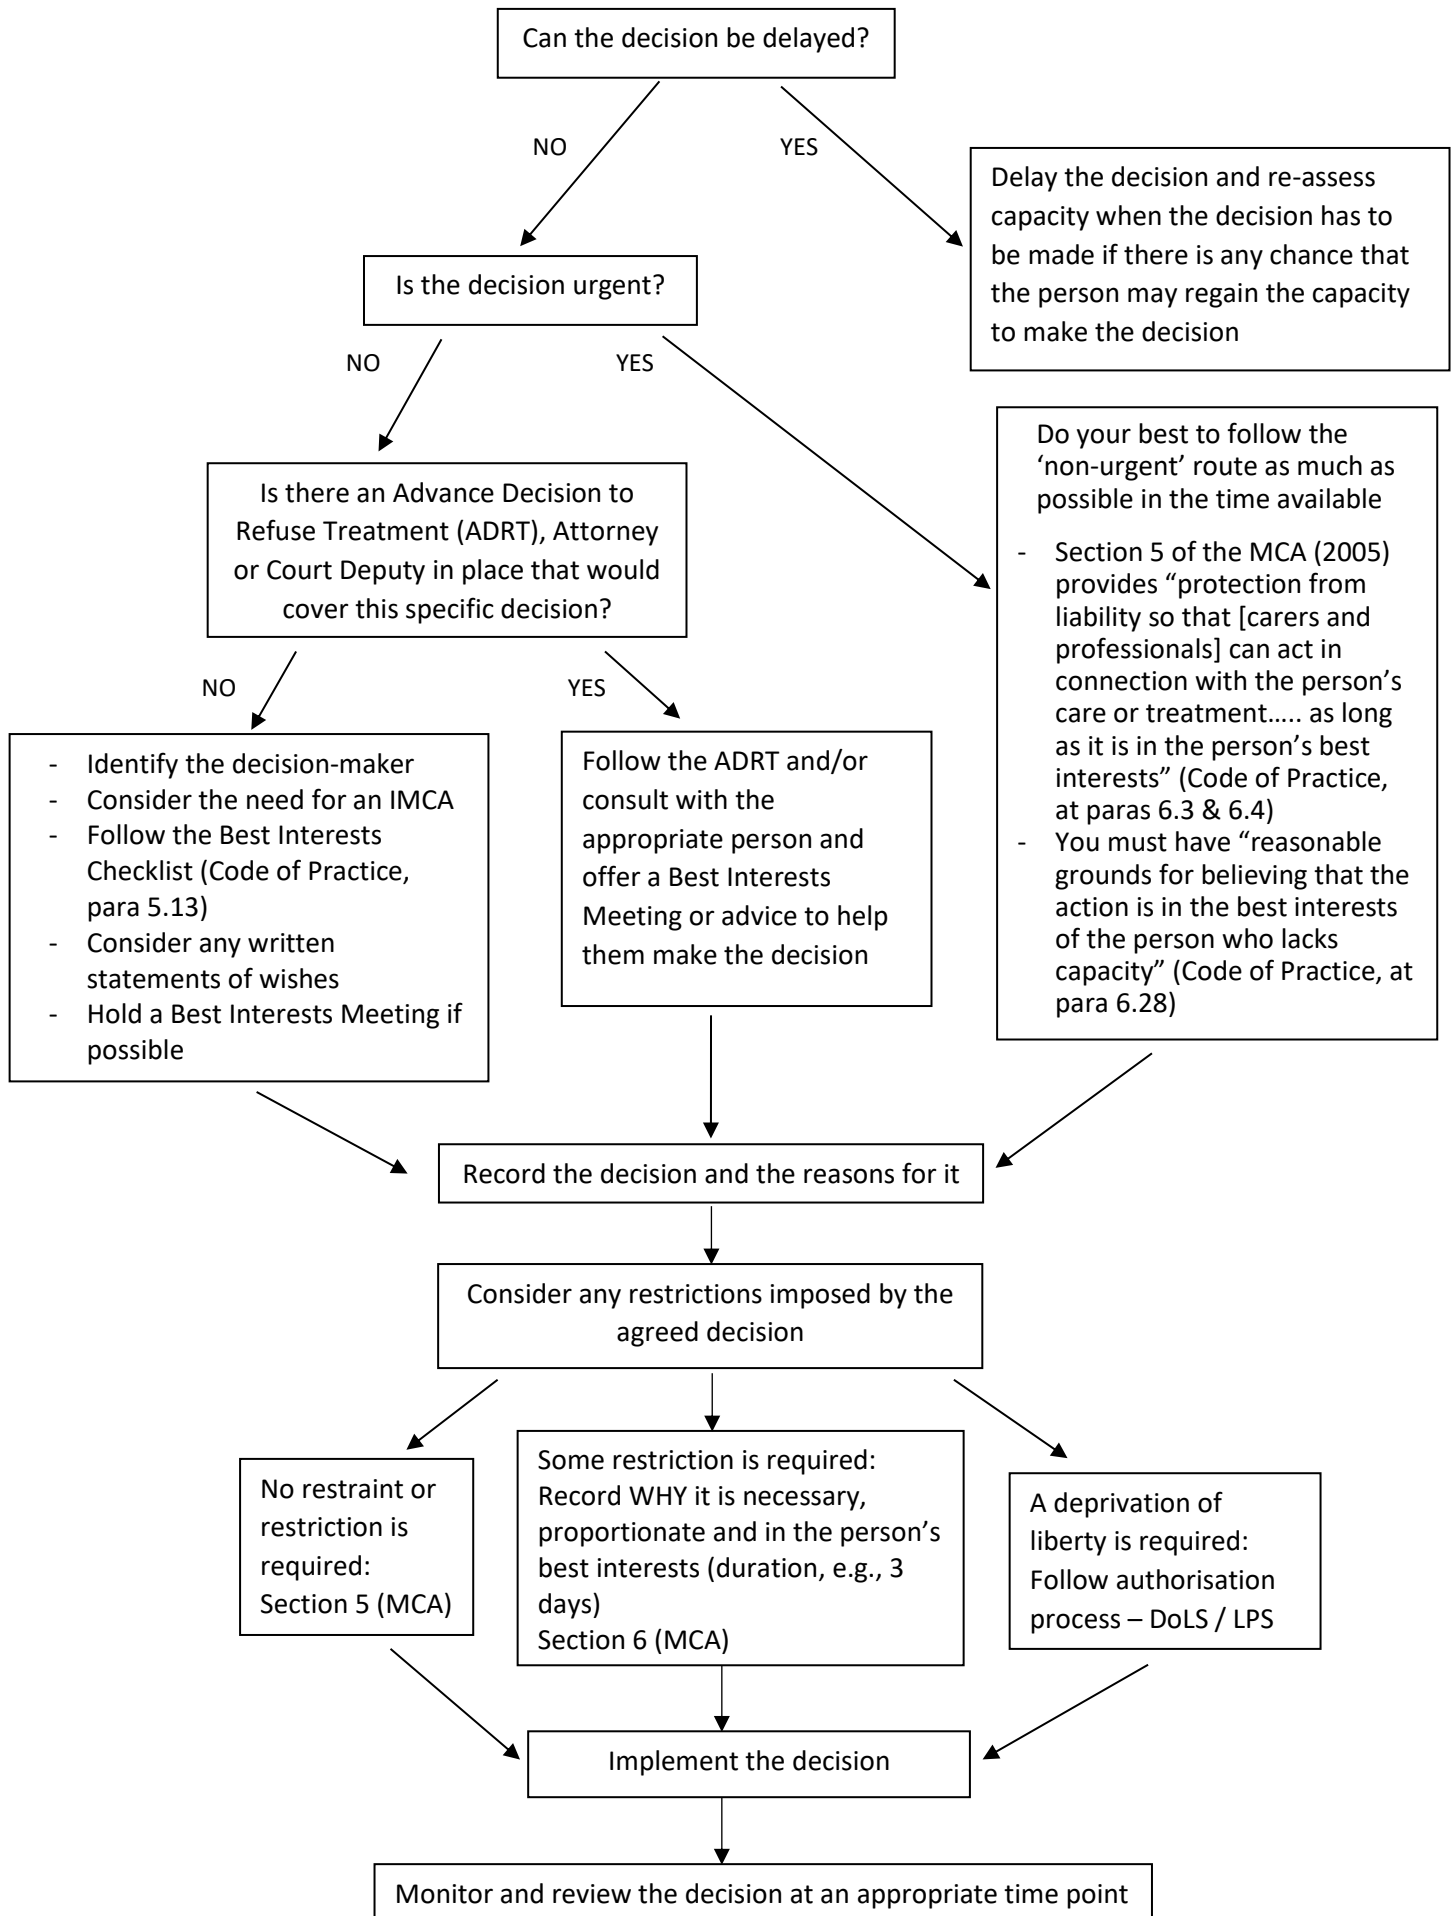 Can the decision be delayed?
NO
YES
Delay the decision and re-assess
capacity when the decision has to
be made if there is any chance that
the person may regain the capacity
to make the decision
Is the decision urgent?
NO
YES
Do your best to follow the
‘non-urgent’ route as much as
possible in the time available
- Section 5 of the MCA (2005)
provides “protection from
liability so that [carers and
professionals] can act in
connection with the person’s
care or treatment….. as long
as it is in the person’s best
interests” (Code of Practice,
at paras 6.3 & 6.4)
- You must have “reasonable
grounds for believing that the
action is in the best interests
of the person who lacks
capacity” (Code of Practice, at
para 6.28)
Is there an Advance Decision to
Refuse Treatment (ADRT), Attorney
or Court Deputy in place that would
cover this specific decision?
NO
YES
- Identify the decision-maker
- Consider the need for an IMCA
- Follow the Best Interests
Checklist (Code of Practice,
para 5.13)
- Consider any written
statements of wishes
- Hold a Best Interests Meeting if
possible
Follow the ADRT and/or
consult with the
appropriate person and
offer a Best Interests
Meeting or advice to help
them make the decision
Record the decision and the reasons for it
Consider any restrictions imposed by the
agreed decision
No restraint or
restriction is
required:
Section 5 (MCA)
Some restriction is required:
Record WHY it is necessary,
proportionate and in the person’s
best interests (duration, e.g., 3
days)
Section 6 (MCA)
A deprivation of
liberty is required:
Follow authorisation
process – DoLS / LPS
Implement the decision
Monitor and review the decision at an appropriate time point